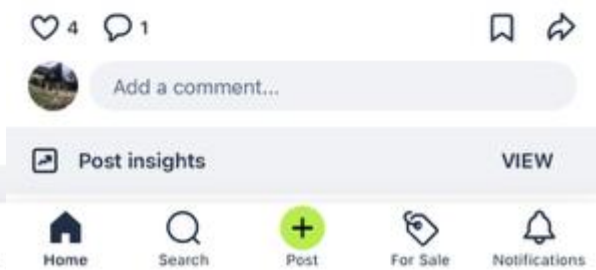 4 1
Add a comment...
Post insights VIEW
Home Search Post For Sale Notifications